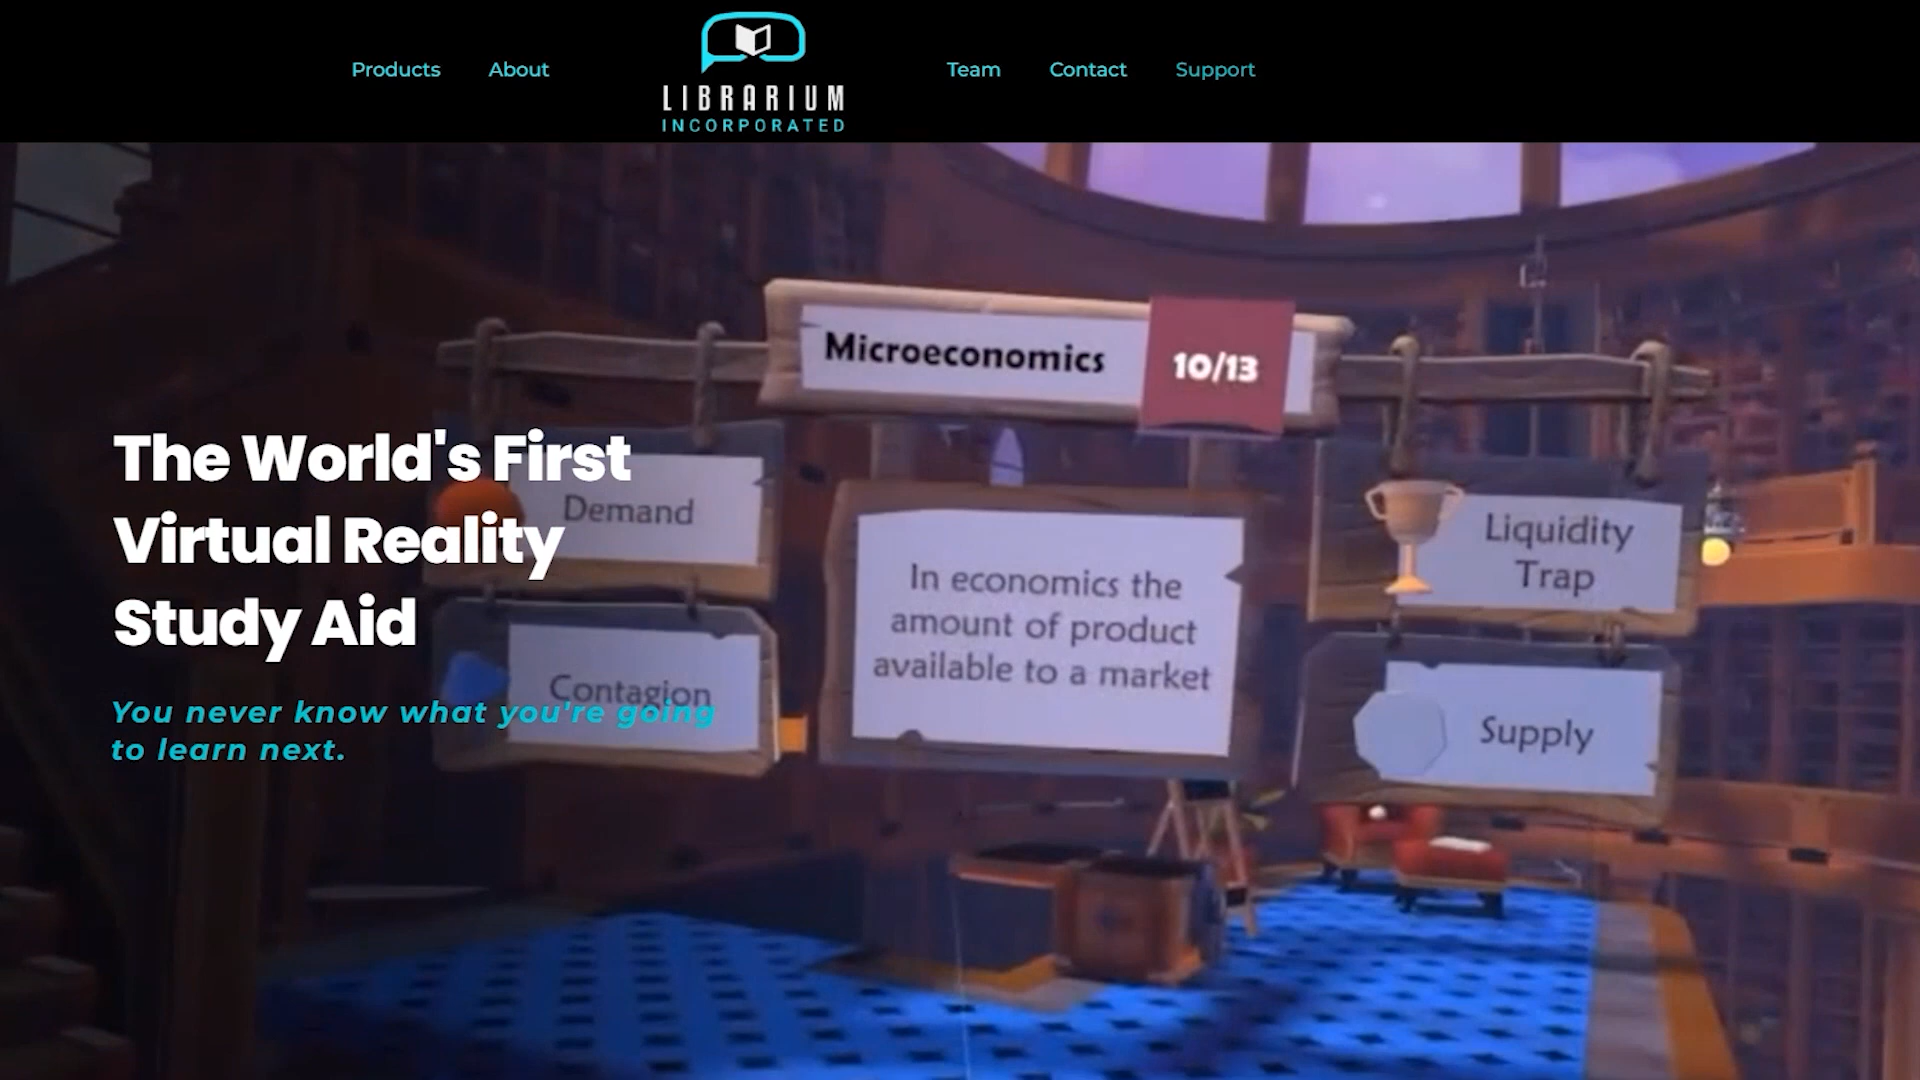 Products About
LIBRARIUM
INCORPORATED
Team Contact Support
Microeconomics
10/13
The World's First
Virtual Reality
Study Aid
You never know what you're going
to learn next.
Demand
Contagion
In economics the
amount of product
available to a market
Liquidity
Trap
Supply